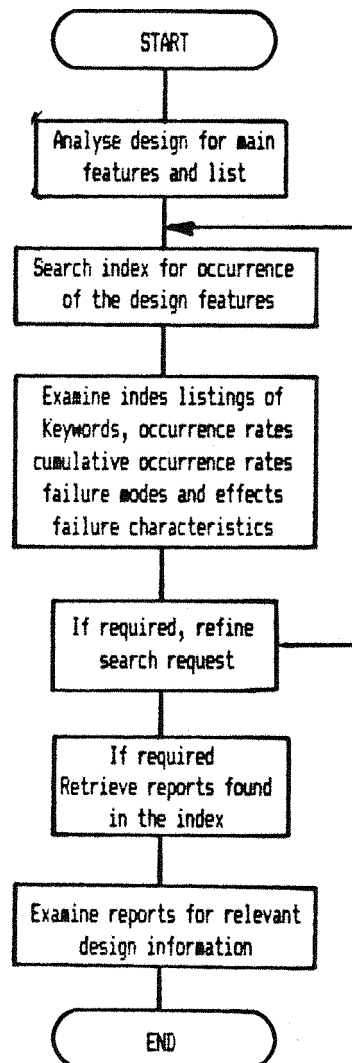 START
Analyse design for main
features and list
Search index for occurrence
of the design features
Examine indes listings of
Keywords, occurrence rates
cumulative occurrence rates
failure modes and effects
failure characteristics
If required, refine
search request
If required
Retrieve reports found
in the index
Examine reports for relevant
design information
END